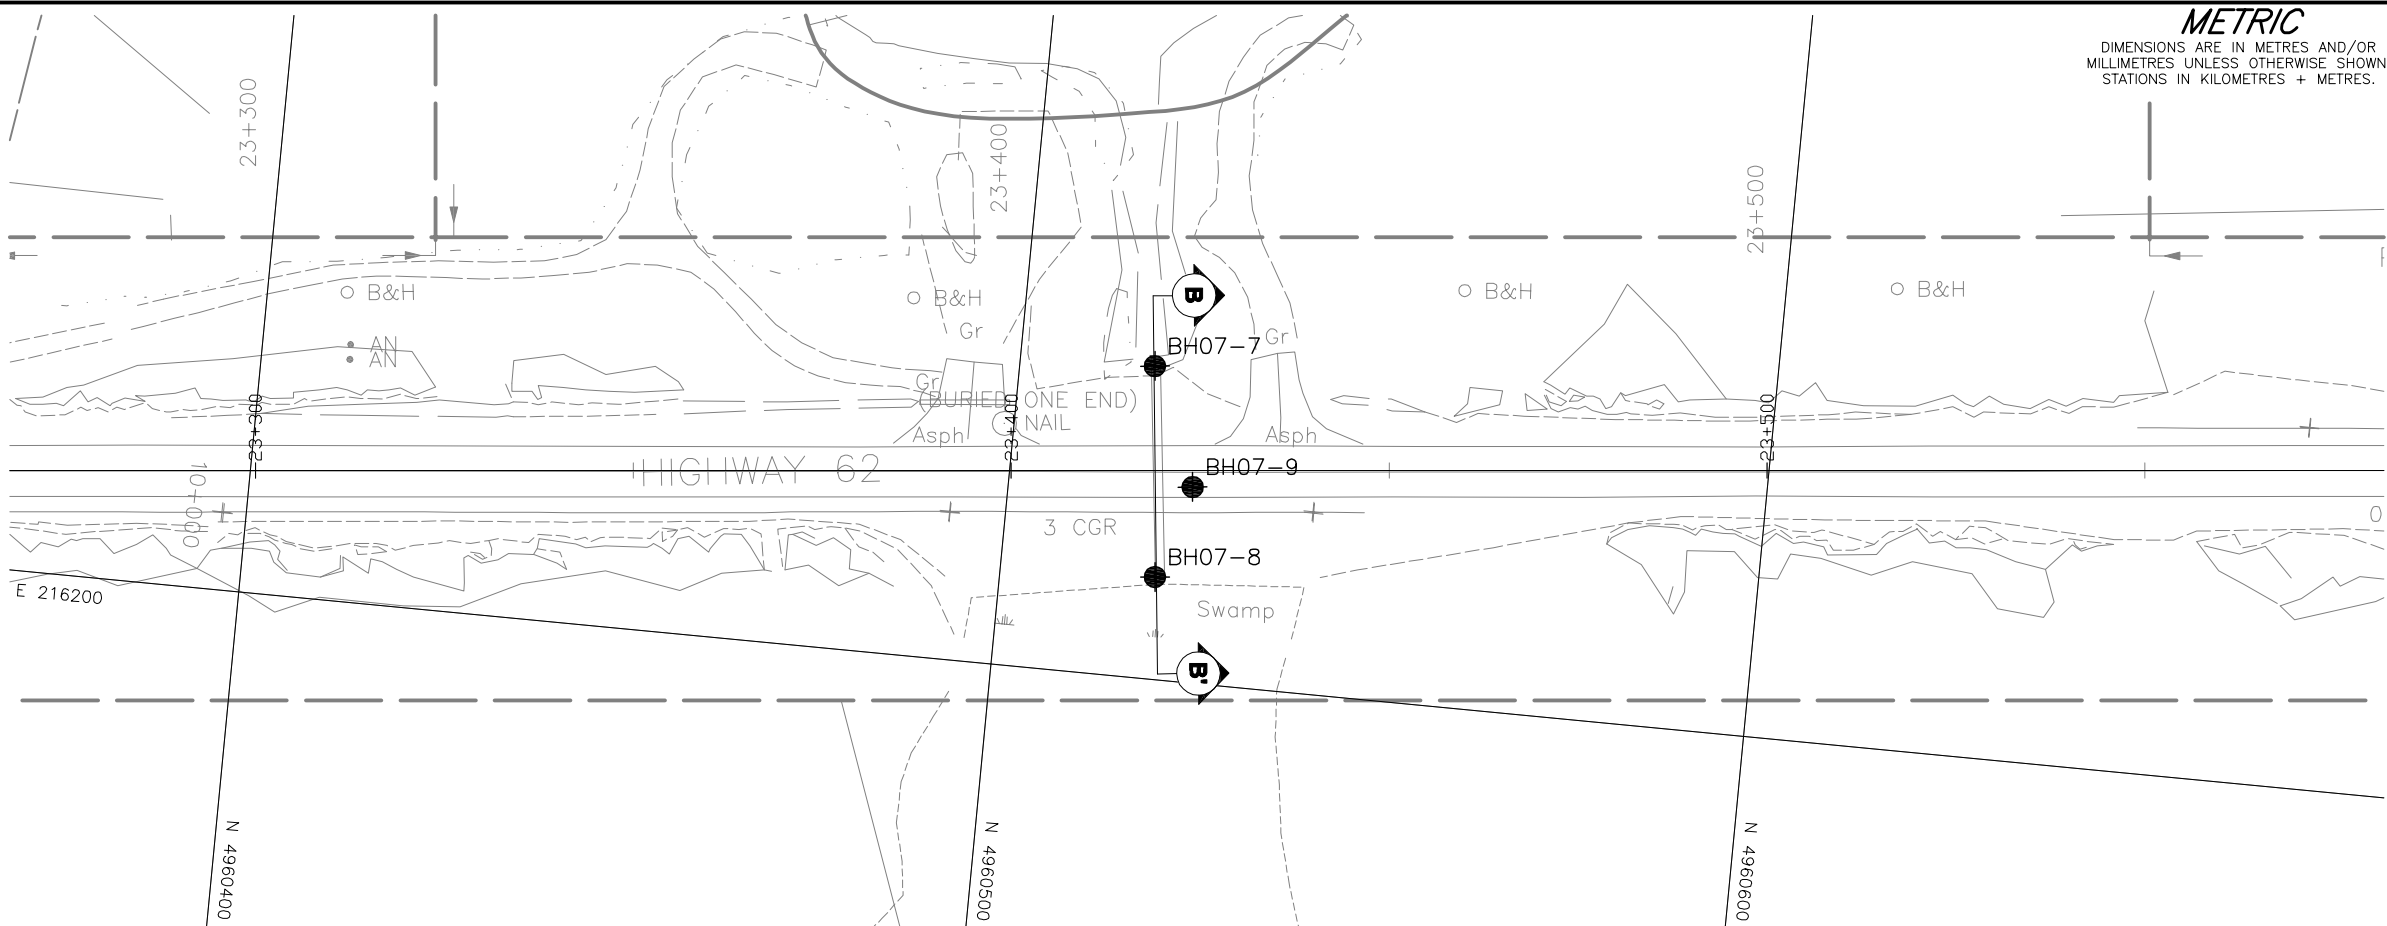 METRIC
DIMENSIONS ARE IN METRES AND/OR
MILLIMETRES UNLESS OTHERWISE SHOWN
STATIONS IN KILOMETRES + METRES.
23+300
23+400
23+500
B&H
B&H
B&H
B&H
B
AN
AN
Gr
Gr
BH07-7
Gr
(BURIED ONE END)
NAIL
23+300
23+400
23+500
Asph
Asph
HIGHWAY 62
BH07-9
10+000
3 CGR
0
BH07-8
E 216200
Swamp
B'
N 4960400
N 4960500
N 4960600